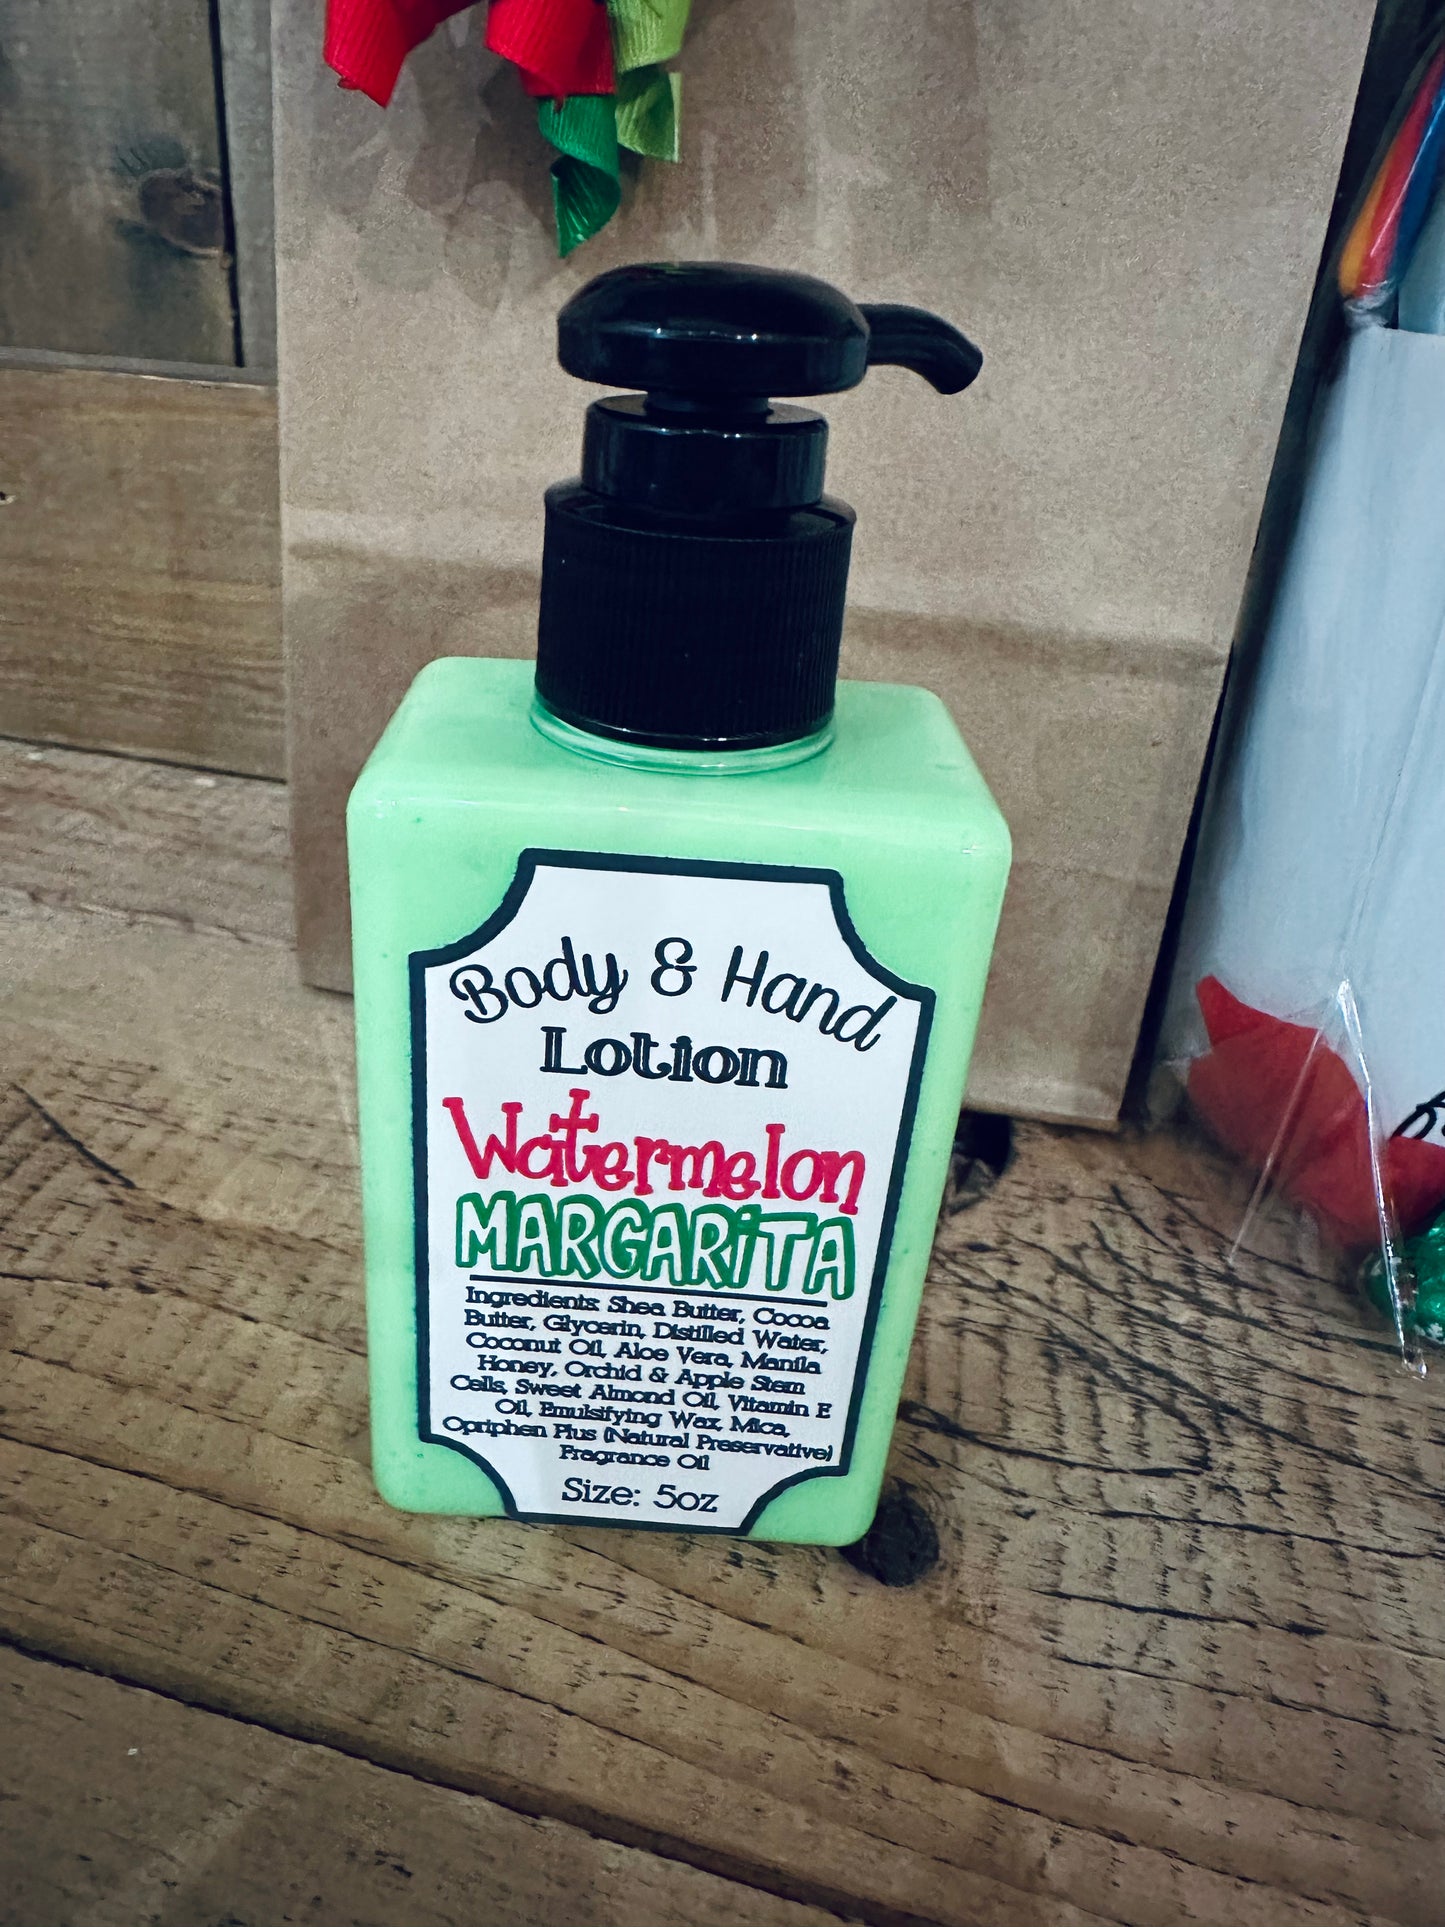 Body & Hand
Lotion
Watermelon
MARGARiTA
Ingredients: Shea Butter, Cocoa
Butter, Glycerin, Distilled Water,
Coconut Oil, Aloe Vera, Manila
Honey, Orchid & Apple Stem
Cells, Sweet Almond Oil, Vitamin E
Oil, Emulsifying Wax, Mica,
Opriphen Plus (Natural Preservative)
Fragrance Oil
Size: 5oz